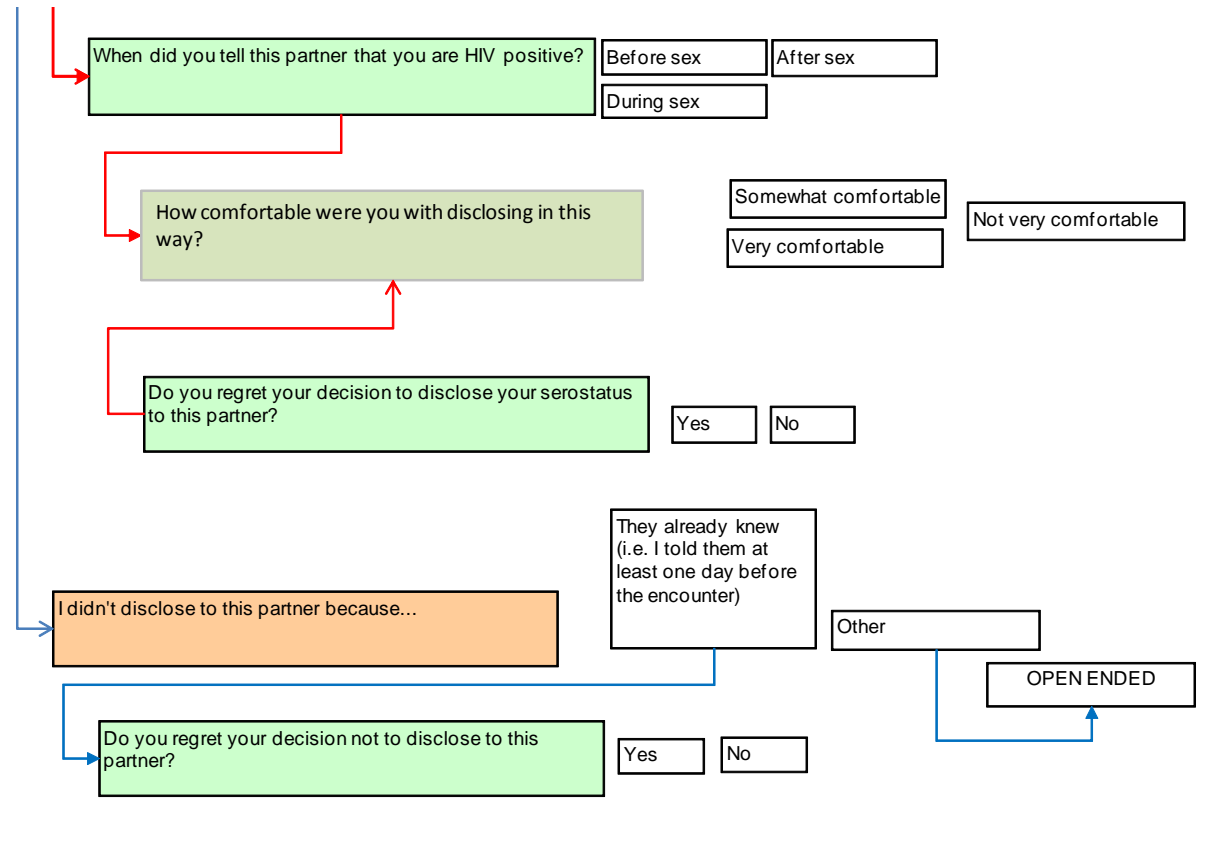 When did you tell this partner that you are HIV positive?
Before sex
After sex
During sex
How comfortable were you with disclosing in this
way?
Somewhat comfortable
Not very comfortable
Very comfortable
Do you regret your decision to disclose your serostatus
to this partner?
Yes
No
They already knew
(i.e. I told them at
least one day before
the encounter)
I didn't disclose to this partner because…
Other
OPEN ENDED
Do you regret your decision not to disclose to this
partner?
Yes
No